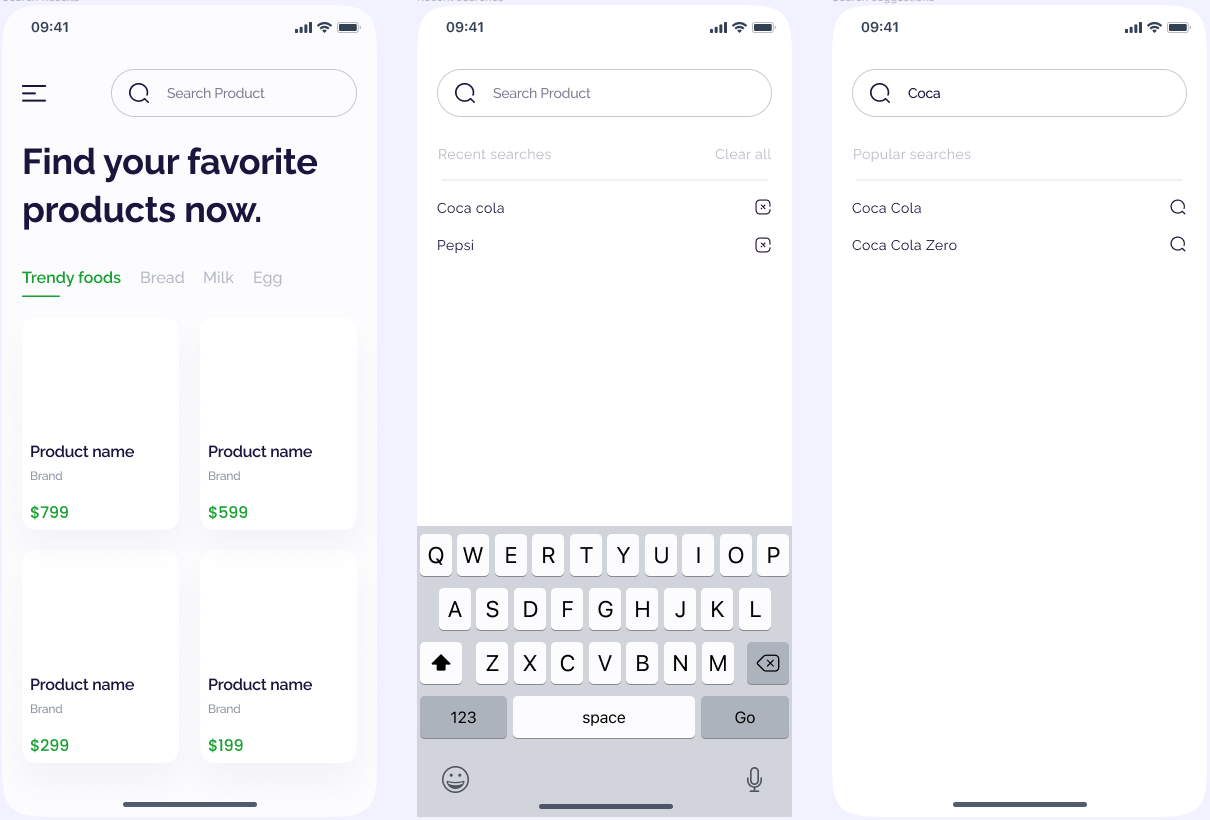 09:41
Search Product
Find your favorite
products now.
Trendy foods Bread Milk Egg
Product name
Brand
$799
Product name
Brand
$599
Product name
Brand
$299
Product name
Brand
$199
09:41
Search Product
Recent searches Clear all
Coca cola
Pepsi
Q W E R T Y U I O P
A S D F G H J K L
Z X C V B N M
123 space Go
09:41
Coca
Popular searches
Coca Cola
Coca Cola Zero